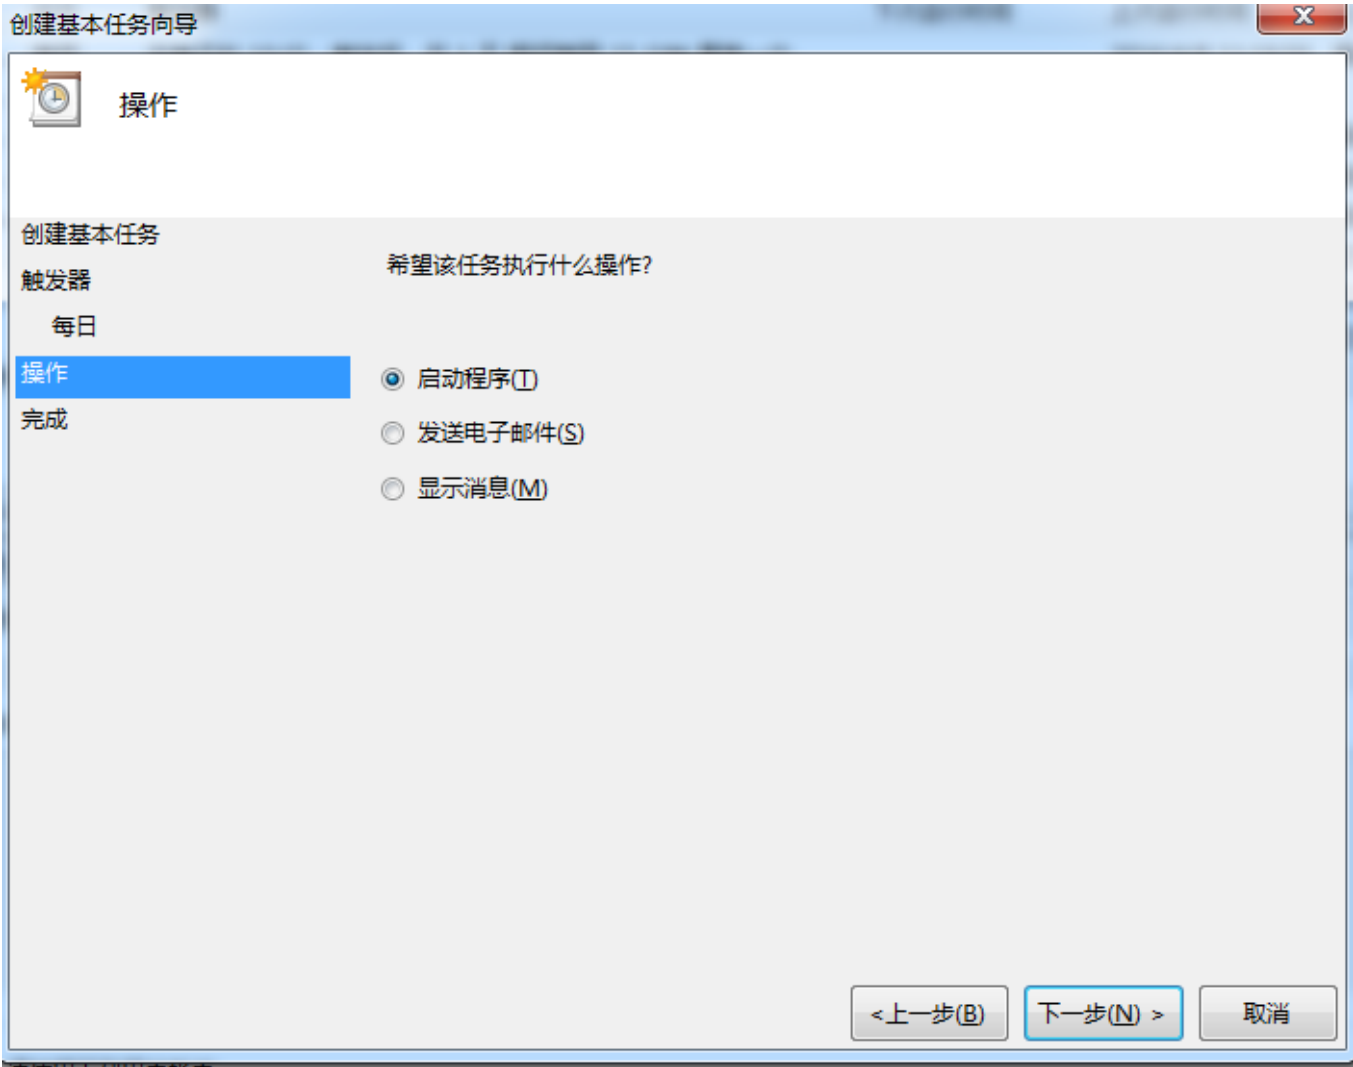 创建基本任务向导
操作
创建基本任务
触发器
每日
操作
完成
希望该任务执行什么操作?
启动程序(T)
发送电子邮件(S)
显示消息(M)
<上一步(B)
下一步(N) >
取消